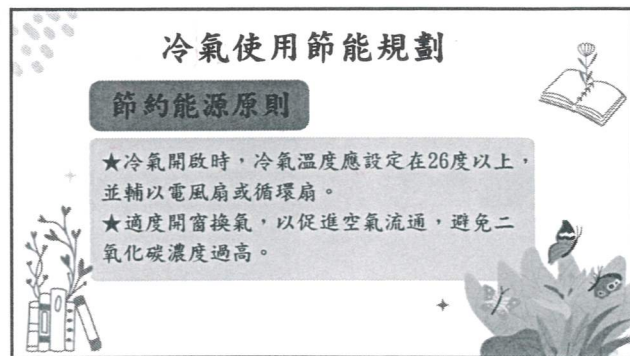 冷氣使用節能規劃
節約能源原則
★冷氣開啟時，冷氣溫度應設定在26度以上，
並輔以電風扇或循環扇。
★適度開窗換氣，以促進空氣流通，避免二
氧化碳濃度過高。